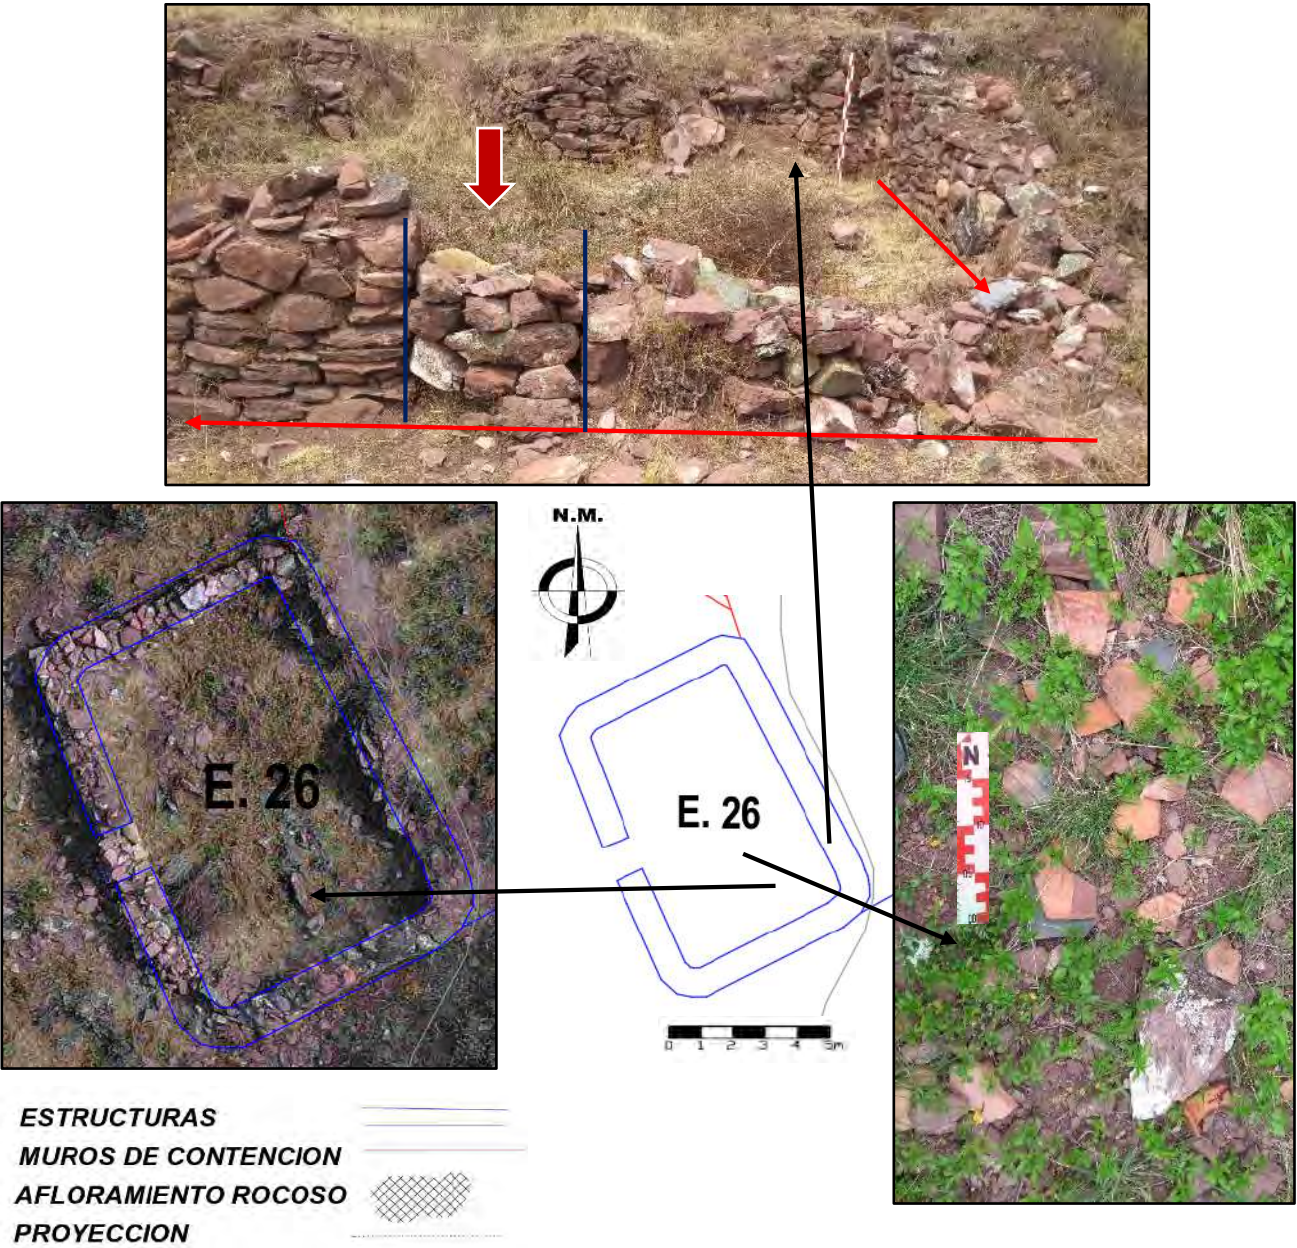 N.M.
E. 26
E. 26
N
0 1 2 3 4 5m
ESTRUCTURAS
MUROS DE CONTENCION
AFLORAMIENTO ROCOSO
PROYECCION